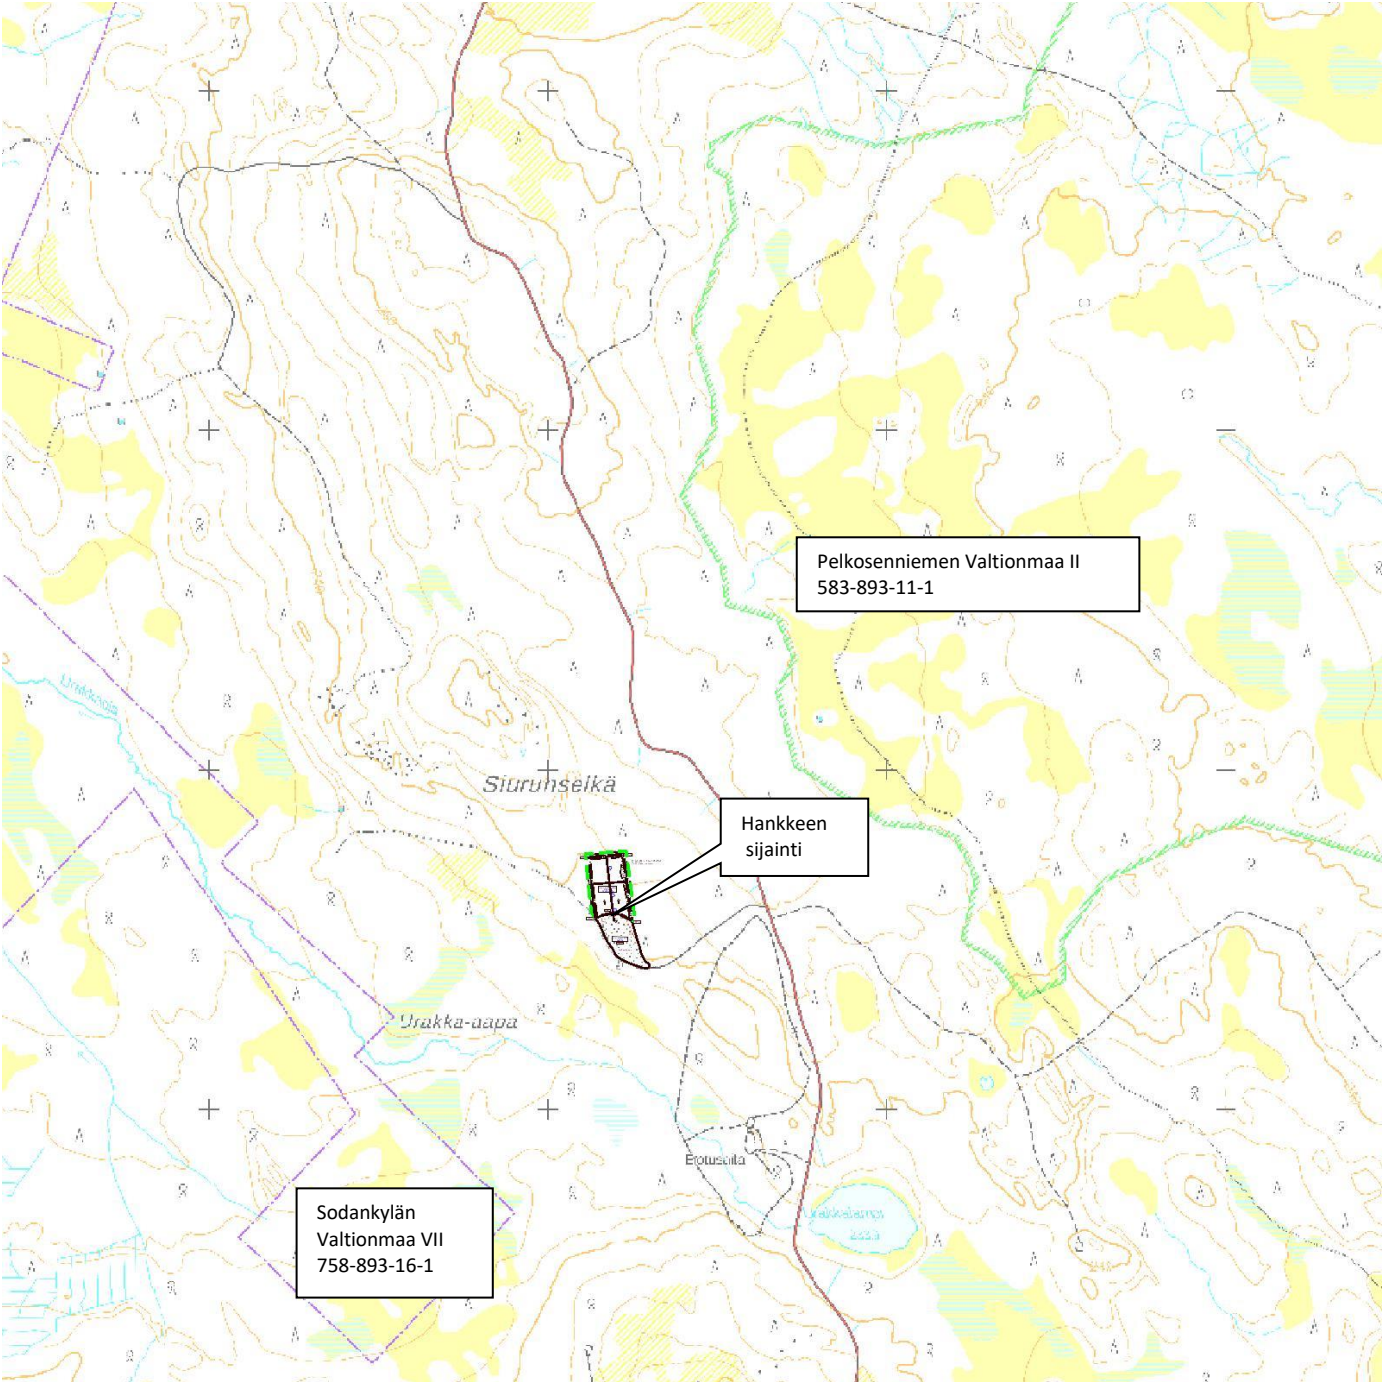 Pelkosenniemen Valtionmaa II
583-893-11-1
Siurunselkä
Hankkeen
sijainti
Urakka-aapa
Erotusaita
Sodankylän
Valtionmaa VII
758-893-16-1